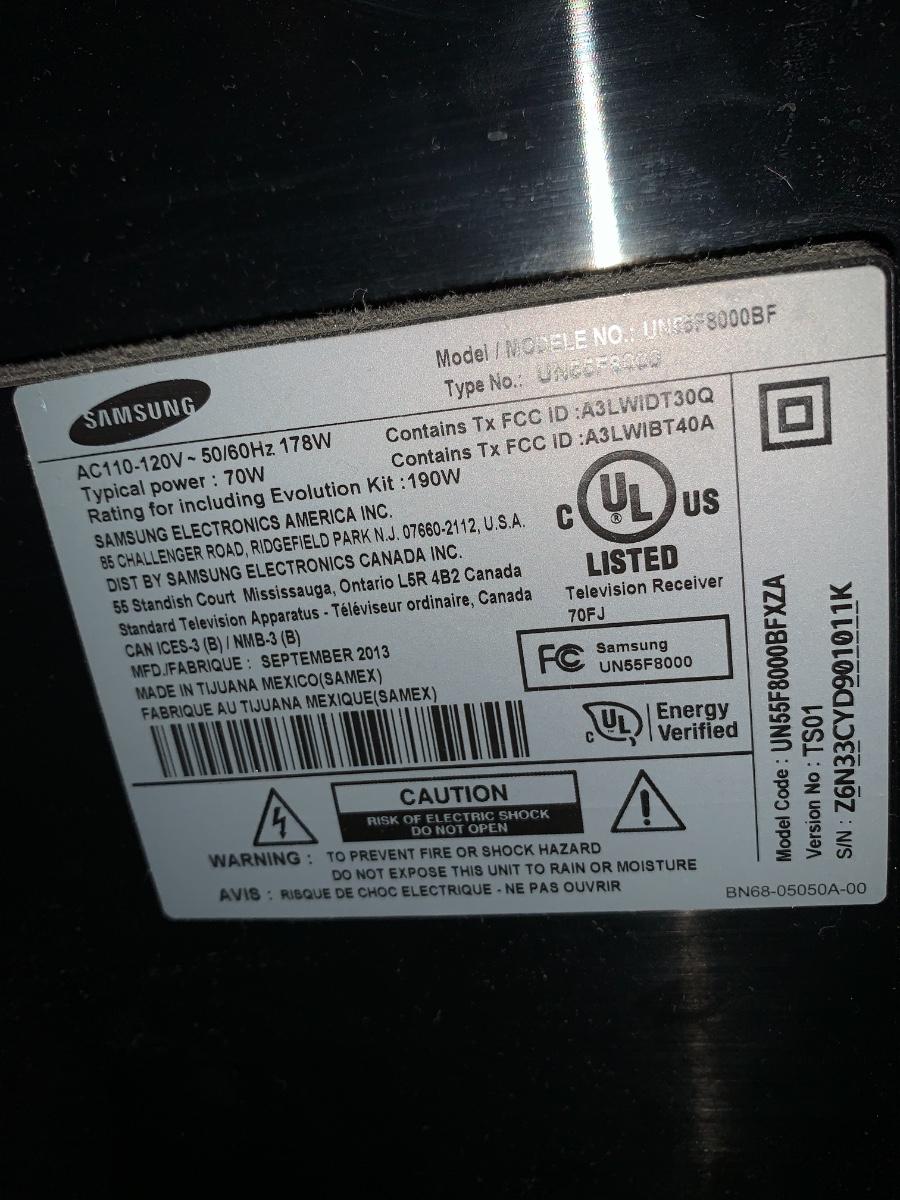 Model / MODELE NO.: UN55F8000BF
Type No.: UN55F8000
SAMSUNG
AC110-120V ~ 50/60Hz 178W
Typical power : 70W
Rating for including Evolution Kit : 190W
Contains Tx FCC ID :A3LWIDT30Q
Contains Tx FCC ID :A3LWIBT40A
SAMSUNG ELECTRONICS AMERICA INC.
85 CHALLENGER ROAD, RIDGEFIELD PARK N.J. 07660-2112, U.S.A.
DIST BY SAMSUNG ELECTRONICS CANADA INC.
55 Standish Court Mississauga, Ontario L5R 4B2 Canada
Standard Television Apparatus - Téléviseur ordinaire, Canada
CAN ICES-3 (B) / NMB-3 (B)
MFD./FABRIQUE : SEPTEMBER 2013
MADE IN TIJUANA MEXICO(SAMEX)
FABRIQUE AU TIJUANA MEXIQUE(SAMEX)
C UL ® US
LISTED
Television Receiver
70FJ
FC Samsung
UN55F8000
C UL ™ Energy
Verified
CAUTION
RISK OF ELECTRIC SHOCK
DO NOT OPEN
WARNING : TO PREVENT FIRE OR SHOCK HAZARD
DO NOT EXPOSE THIS UNIT TO RAIN OR MOISTURE
AVIS : RISQUE DE CHOC ELECTRIQUE - NE PAS OUVRIR
Model Code : UN55F8000BFXZA
Version No : TS01
S/N : Z6N33CYD901011K
BN68-05050A-00